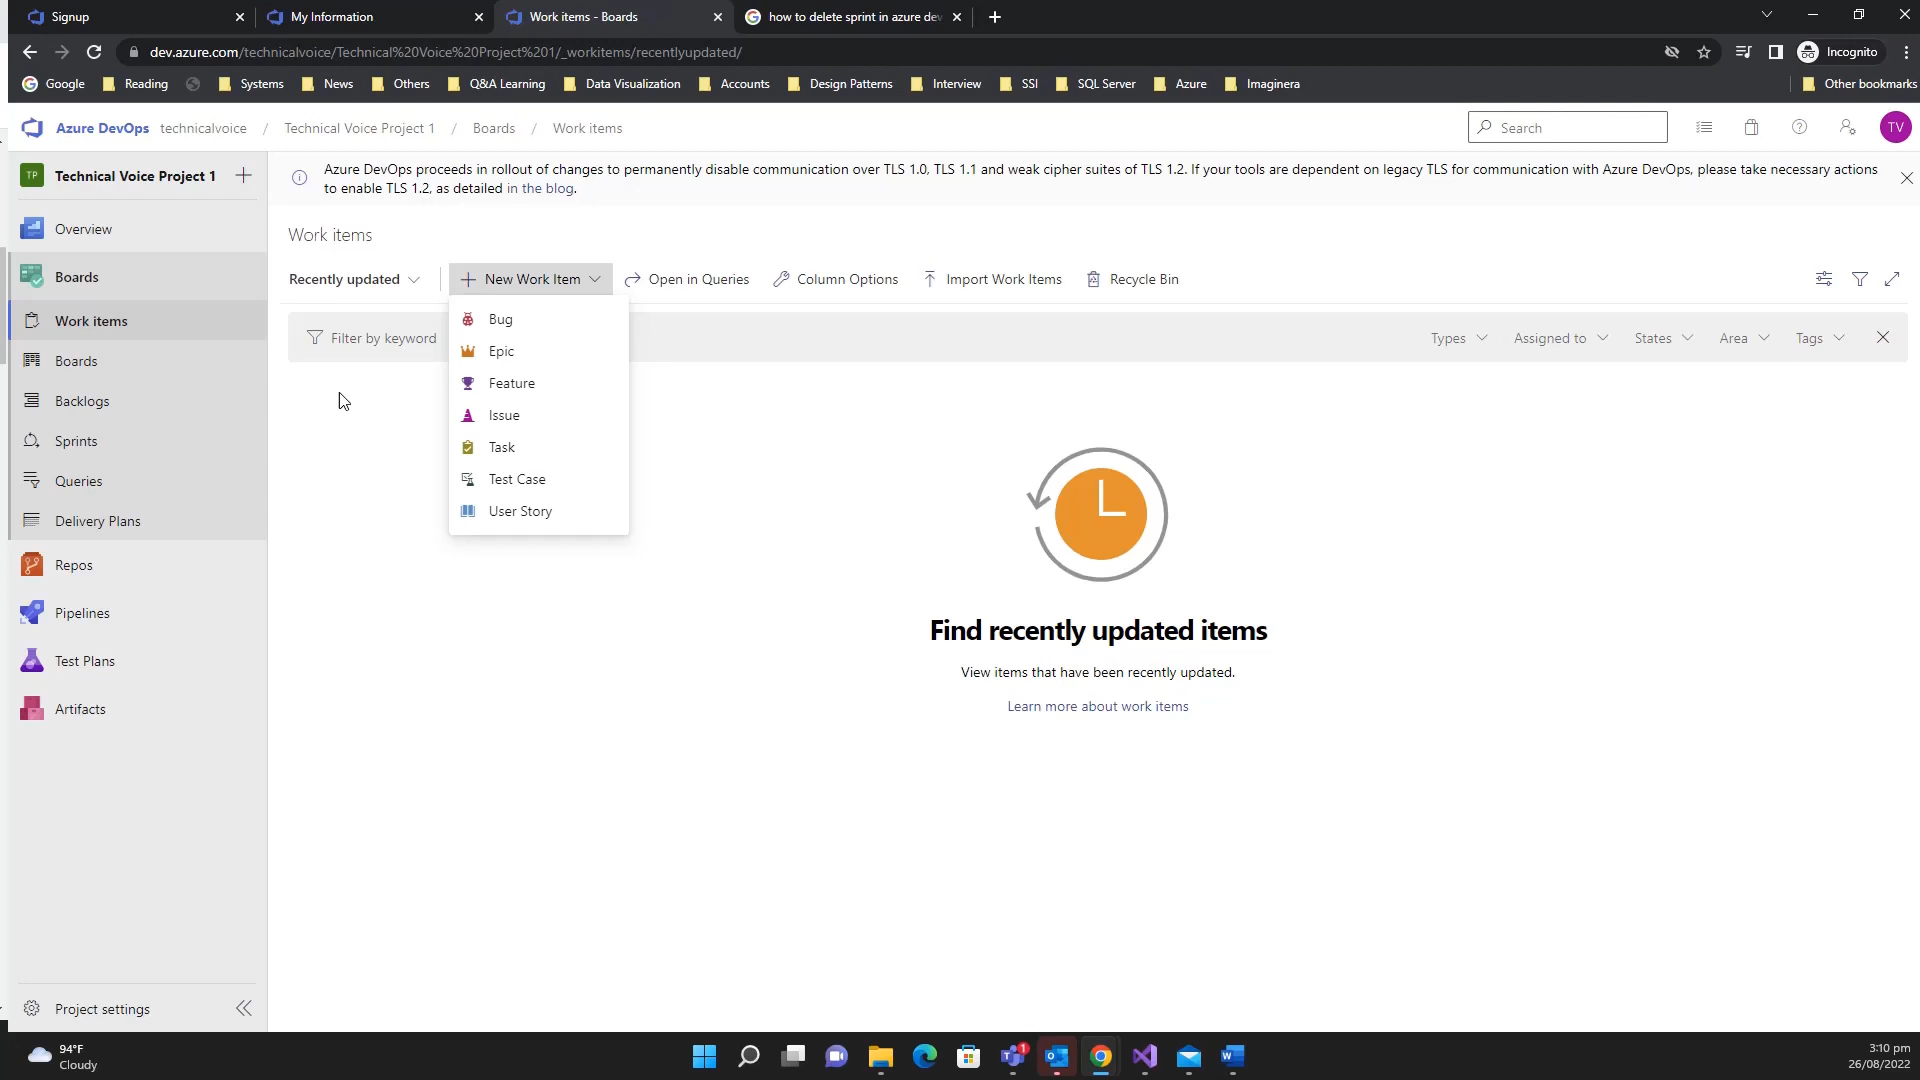 Signup
My Information
Work items - Boards
how to delete sprint in azure dev
dev.azure.com/technicalvoice/Technical%20Voice%20Project%201/_workitems/recentlyupdated/
Incognito
Google
Reading
Systems
News
Others
Q&A Learning
Data Visualization
Accounts
Design Patterns
Interview
SSI
SQL Server
Azure
Imaginera
Other bookmarks
Azure DevOps technicalvoice / Technical Voice Project 1 / Boards / Work items
Search
TV
TP Technical Voice Project 1
Overview
Boards
Work items
Boards
Backlogs
Sprints
Queries
Delivery Plans
Repos
Pipelines
Test Plans
Artifacts
Project settings
Azure DevOps proceeds in rollout of changes to permanently disable communication over TLS 1.0, TLS 1.1 and weak cipher suites of TLS 1.2. If your tools are dependent on legacy TLS for communication with Azure DevOps, please take necessary actions
to enable TLS 1.2, as detailed in the blog.
Work items
Recently updated
New Work Item
Open in Queries
Column Options
Import Work Items
Recycle Bin
Filter by keyword
Types
Assigned to
States
Area
Tags
Bug
Epic
Feature
Issue
Task
Test Case
User Story
Find recently updated items
View items that have been recently updated.
Learn more about work items
94°F
Cloudy
1
3:10 pm
26/08/2022